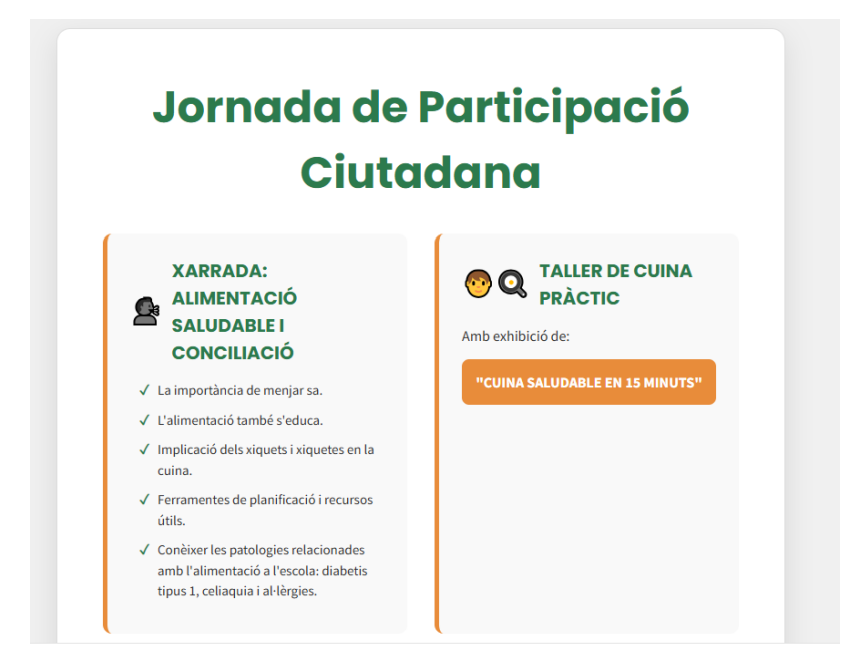 Jornada de Participació
Ciutadana
XARRADA:
ALIMENTACIÓ
SALUDABLE I
CONCILIACIÓ
✓ La importància de menjar sa.
✓ L'alimentació també s'educa.
✓ Implicació dels xiquets i xiquetes en la
cuina.
✓ Ferramentes de planificació i recursos
útils.
✓ Conèixer les patologies relacionades
amb l'alimentació a l'escola: diabetis
tipus 1, celiaquia i al·lèrgies.
TALLER DE CUINA
PRÀCTIC
Amb exhibició de:
"CUINA SALUDABLE EN 15 MINUTS"